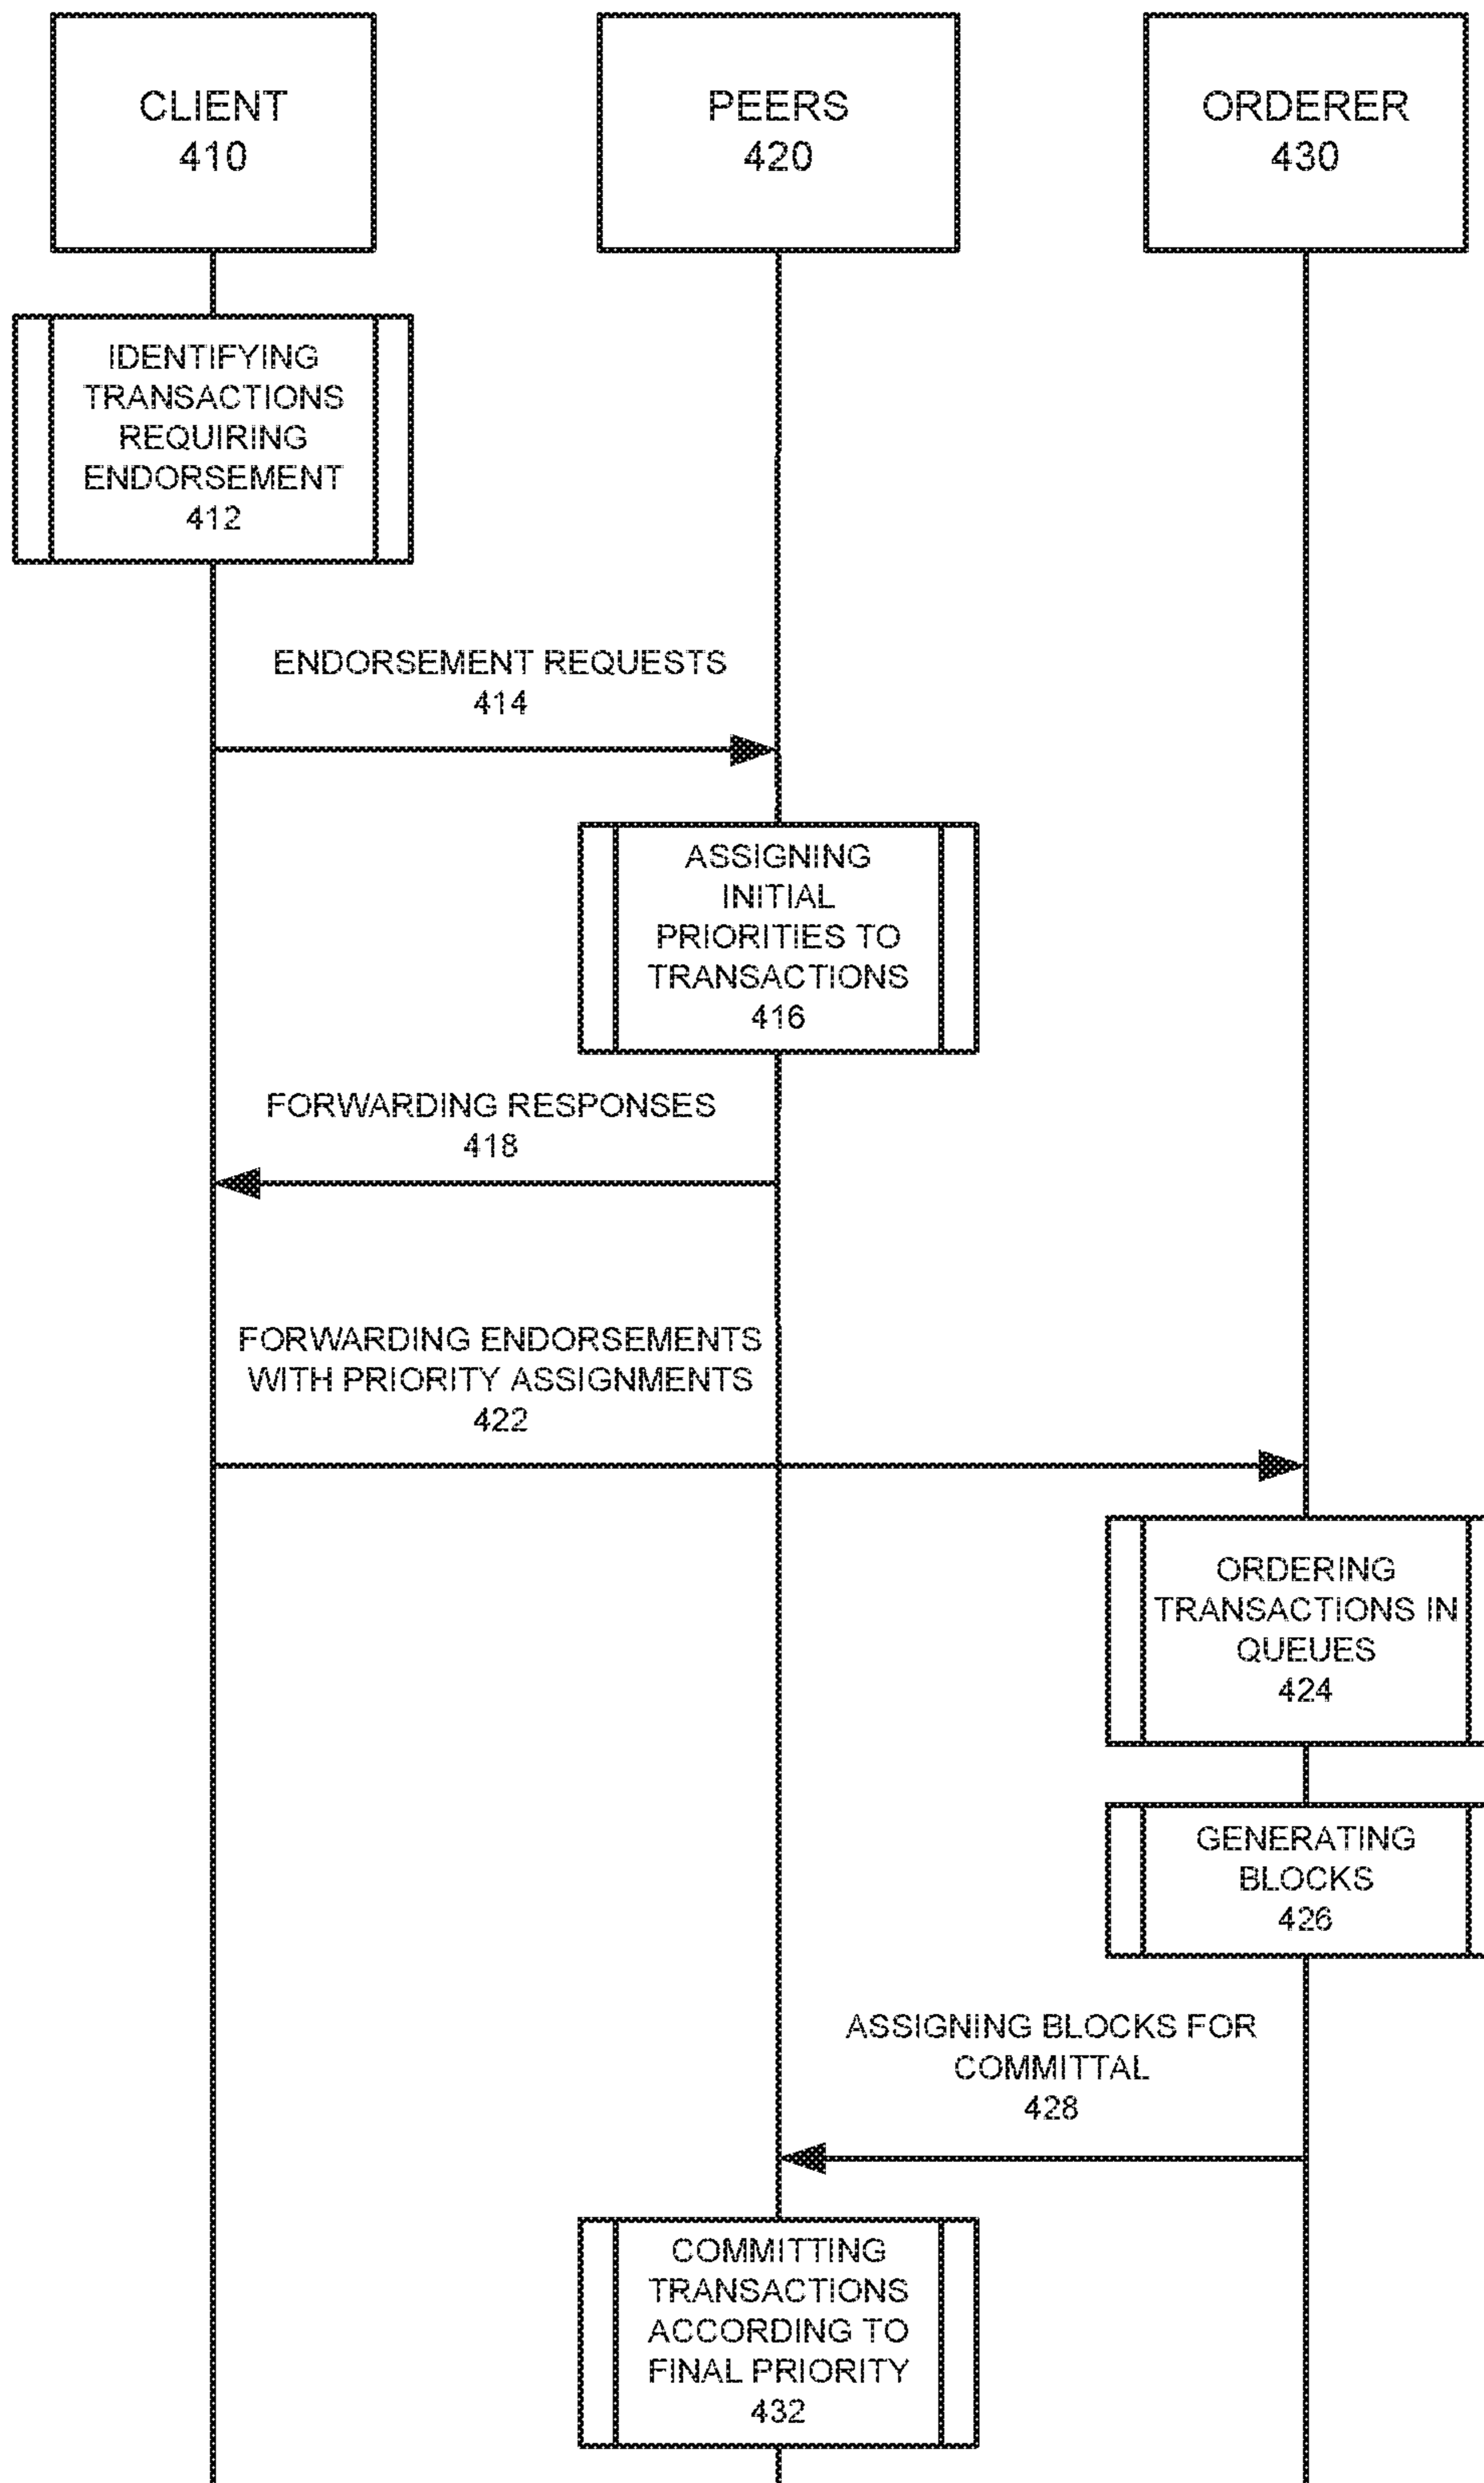 CLIENT
410
PEERS
420
ORDERER
430
IDENTIFYING
TRANSACTIONS
REQUIRING
ENDORSEMENT
412
ENDORSEMENT REQUESTS
414
ASSIGNING
INITIAL
PRIORITIES TO
TRANSACTIONS
416
FORWARDING RESPONSES
418
FORWARDING ENDORSEMENTS
WITH PRIORITY ASSIGNMENTS
422
ORDERING
TRANSACTIONS IN
QUEUES
424
GENERATING
BLOCKS
426
ASSIGNING BLOCKS FOR
COMMITTAL
428
COMMITTING
TRANSACTIONS
ACCORDING TO
FINAL PRIORITY
432